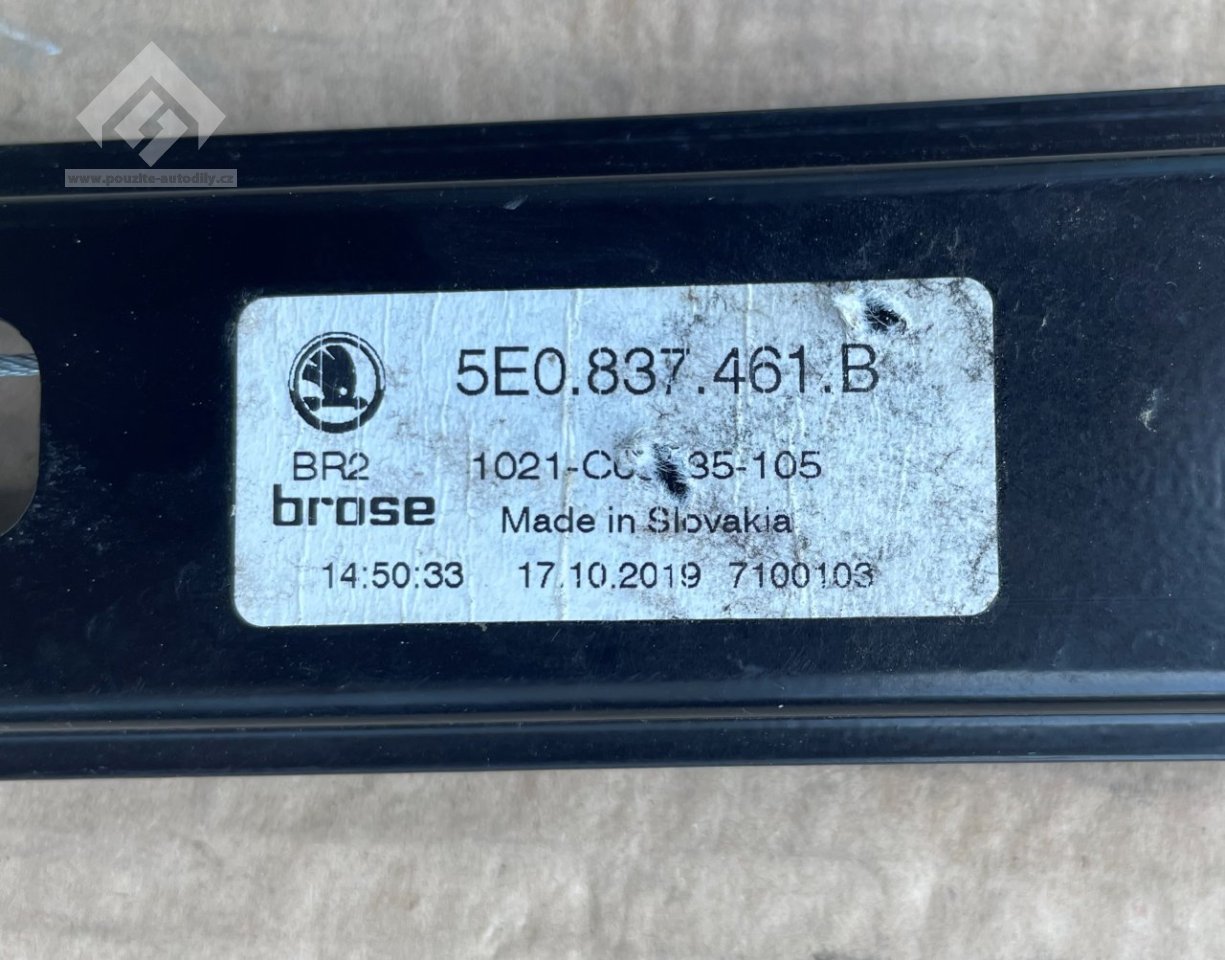 www.pouzite-autodily.cz
5E0.837.461.B
BR2
brose
Made in Slovakia
14:50:33 17.10.2019 7100103